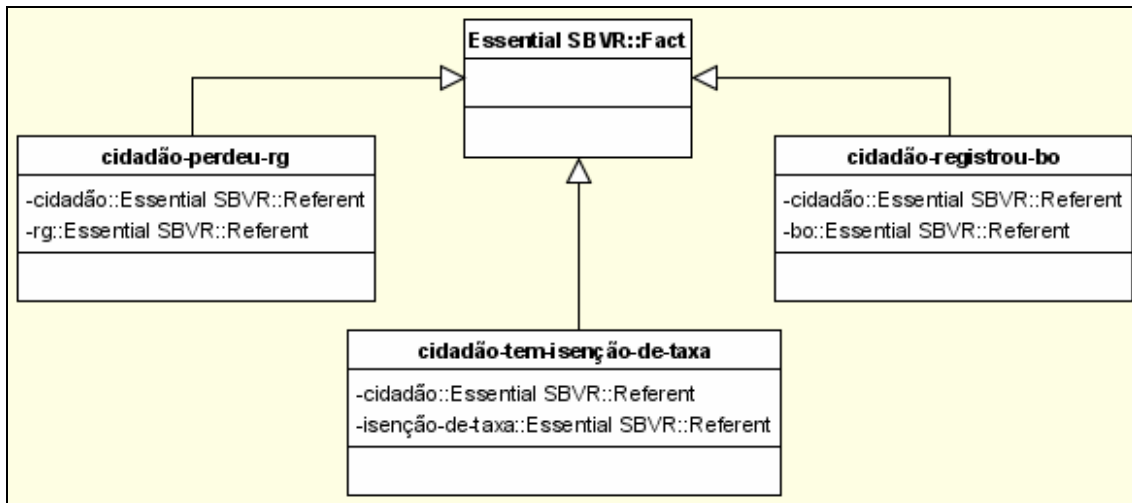 Essential SBVR::Fact
cidadão-perdeu-rg
-cidadão::Essential SBVR::Referent
-rg::Essential SBVR::Referent
cidadão-registrou-bo
-cidadão::Essential SBVR::Referent
-bo::Essential SBVR::Referent
cidadão-tem-isenção-de-taxa
-cidadão::Essential SBVR::Referent
-isenção-de-taxa::Essential SBVR::Referent